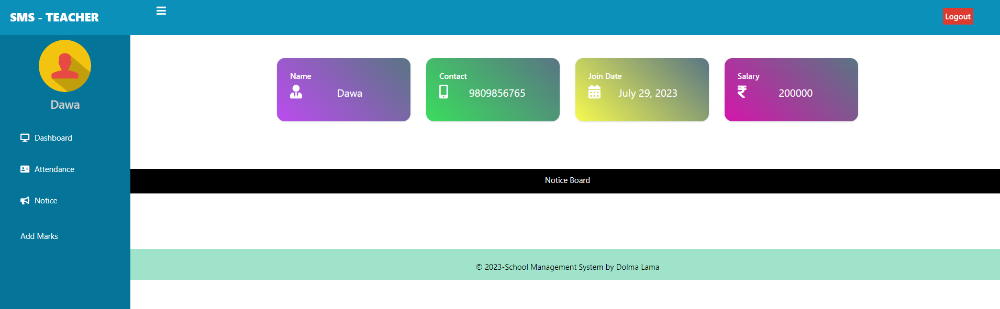 SMS - TEACHER
Logout
Dawa
Dashboard
Attendance
Notice
Add Marks
Name
Dawa
Contact
9809856765
Join Date
July 29, 2023
Salary
200000
Notice Board
© 2023-School Management System by Dolma Lama